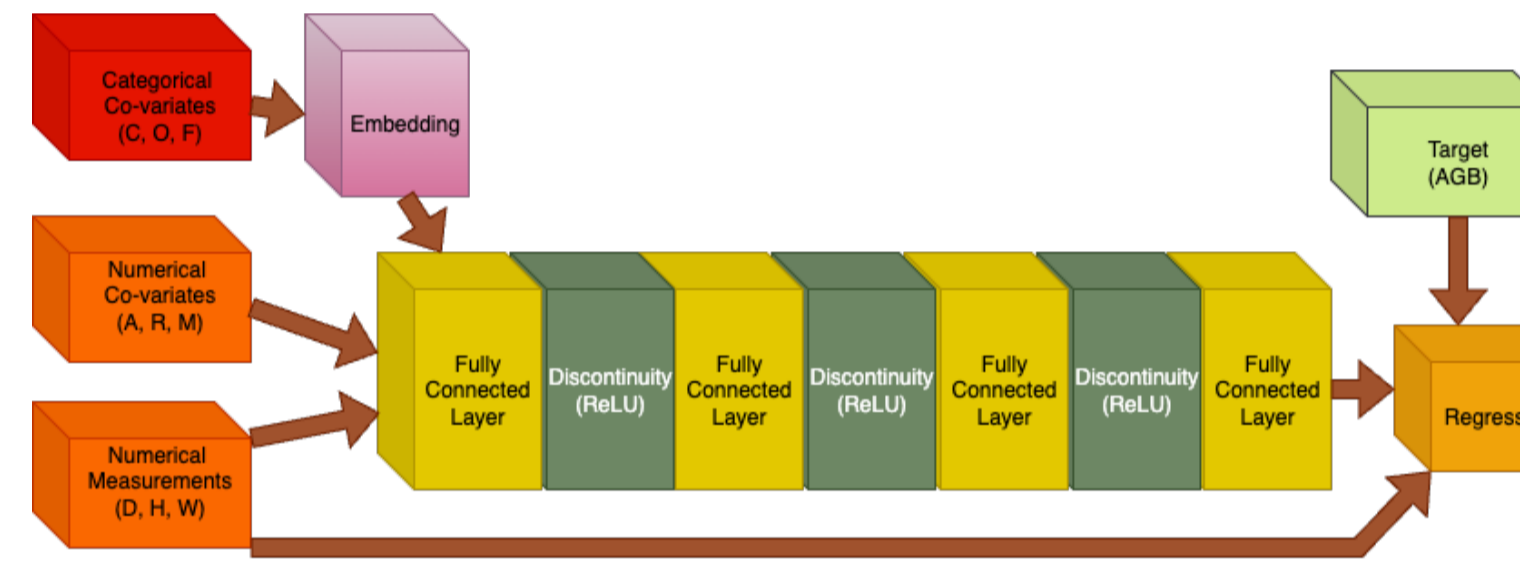 Categorical
Co-variates
(C, O, F)
Embedding
Target
(AGB)
Numerical
Co-variates
(A, R, M)
Fully
Connected
Layer
Discontinuity
(ReLU)
Fully
Connected
Layer
Discontinuity
(ReLU)
Fully
Connected
Layer
Discontinuity
(ReLU)
Fully
Connected
Layer
Regress
Numerical
Measurements
(D, H, W)